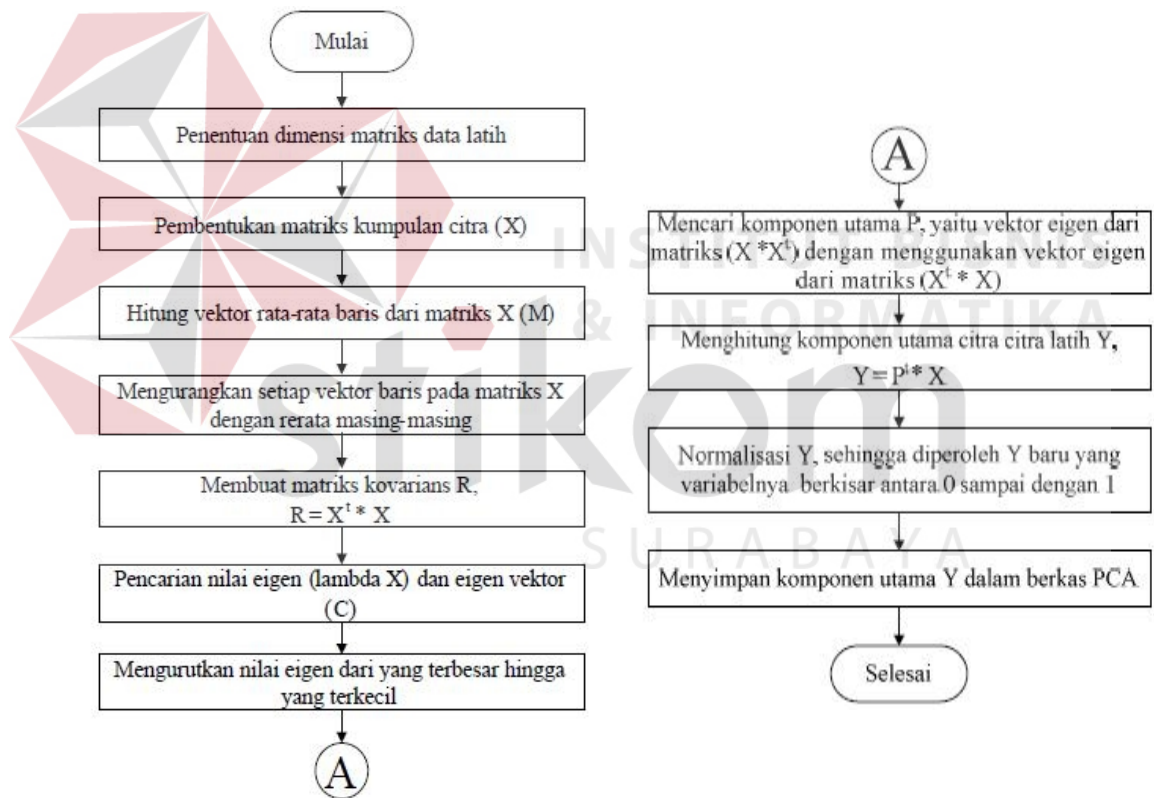 Mulai
Penentuan dimensi matriks data latih
Pembentukan matriks kumpulan citra (X)
Hitung vektor rata-rata baris dari matriks X (M)
Mengurangkan setiap vektor baris pada matriks X
dengan rerata masing-masing
Membuat matriks kovarians R,
R = Xᵗ * X
Pencarian nilai eigen (lambda X) dan eigen vektor
(C)
Mengurutkan nilai eigen dari yang terbesar hingga
yang terkecil
A
A
Mencari komponen utama P, yaitu vektor eigen dari
matriks (X *Xᵗ) dengan menggunakan vektor eigen
dari matriks (Xᵗ * X)
Menghitung komponen utama citra citra latih Y,
Y = Pᵗ* X
Normalisasi Y, sehingga diperoleh Y baru yang
variabelnya berkisar antara 0 sampai dengan 1
Menyimpan komponen utama Y dalam berkas PCA
Selesai
INSTITUT BISNIS
& INFORMATIKA
stikom
SURABAYA